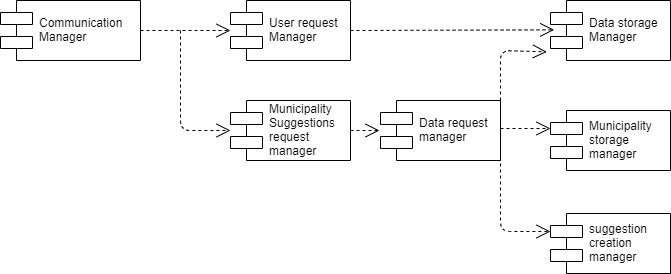 Communication
Manager
User request
Manager
Data storage
Manager
Municipality
Suggestions
request
manager
Data request
manager
Municipality
storage
manager
suggestion
creation
manager